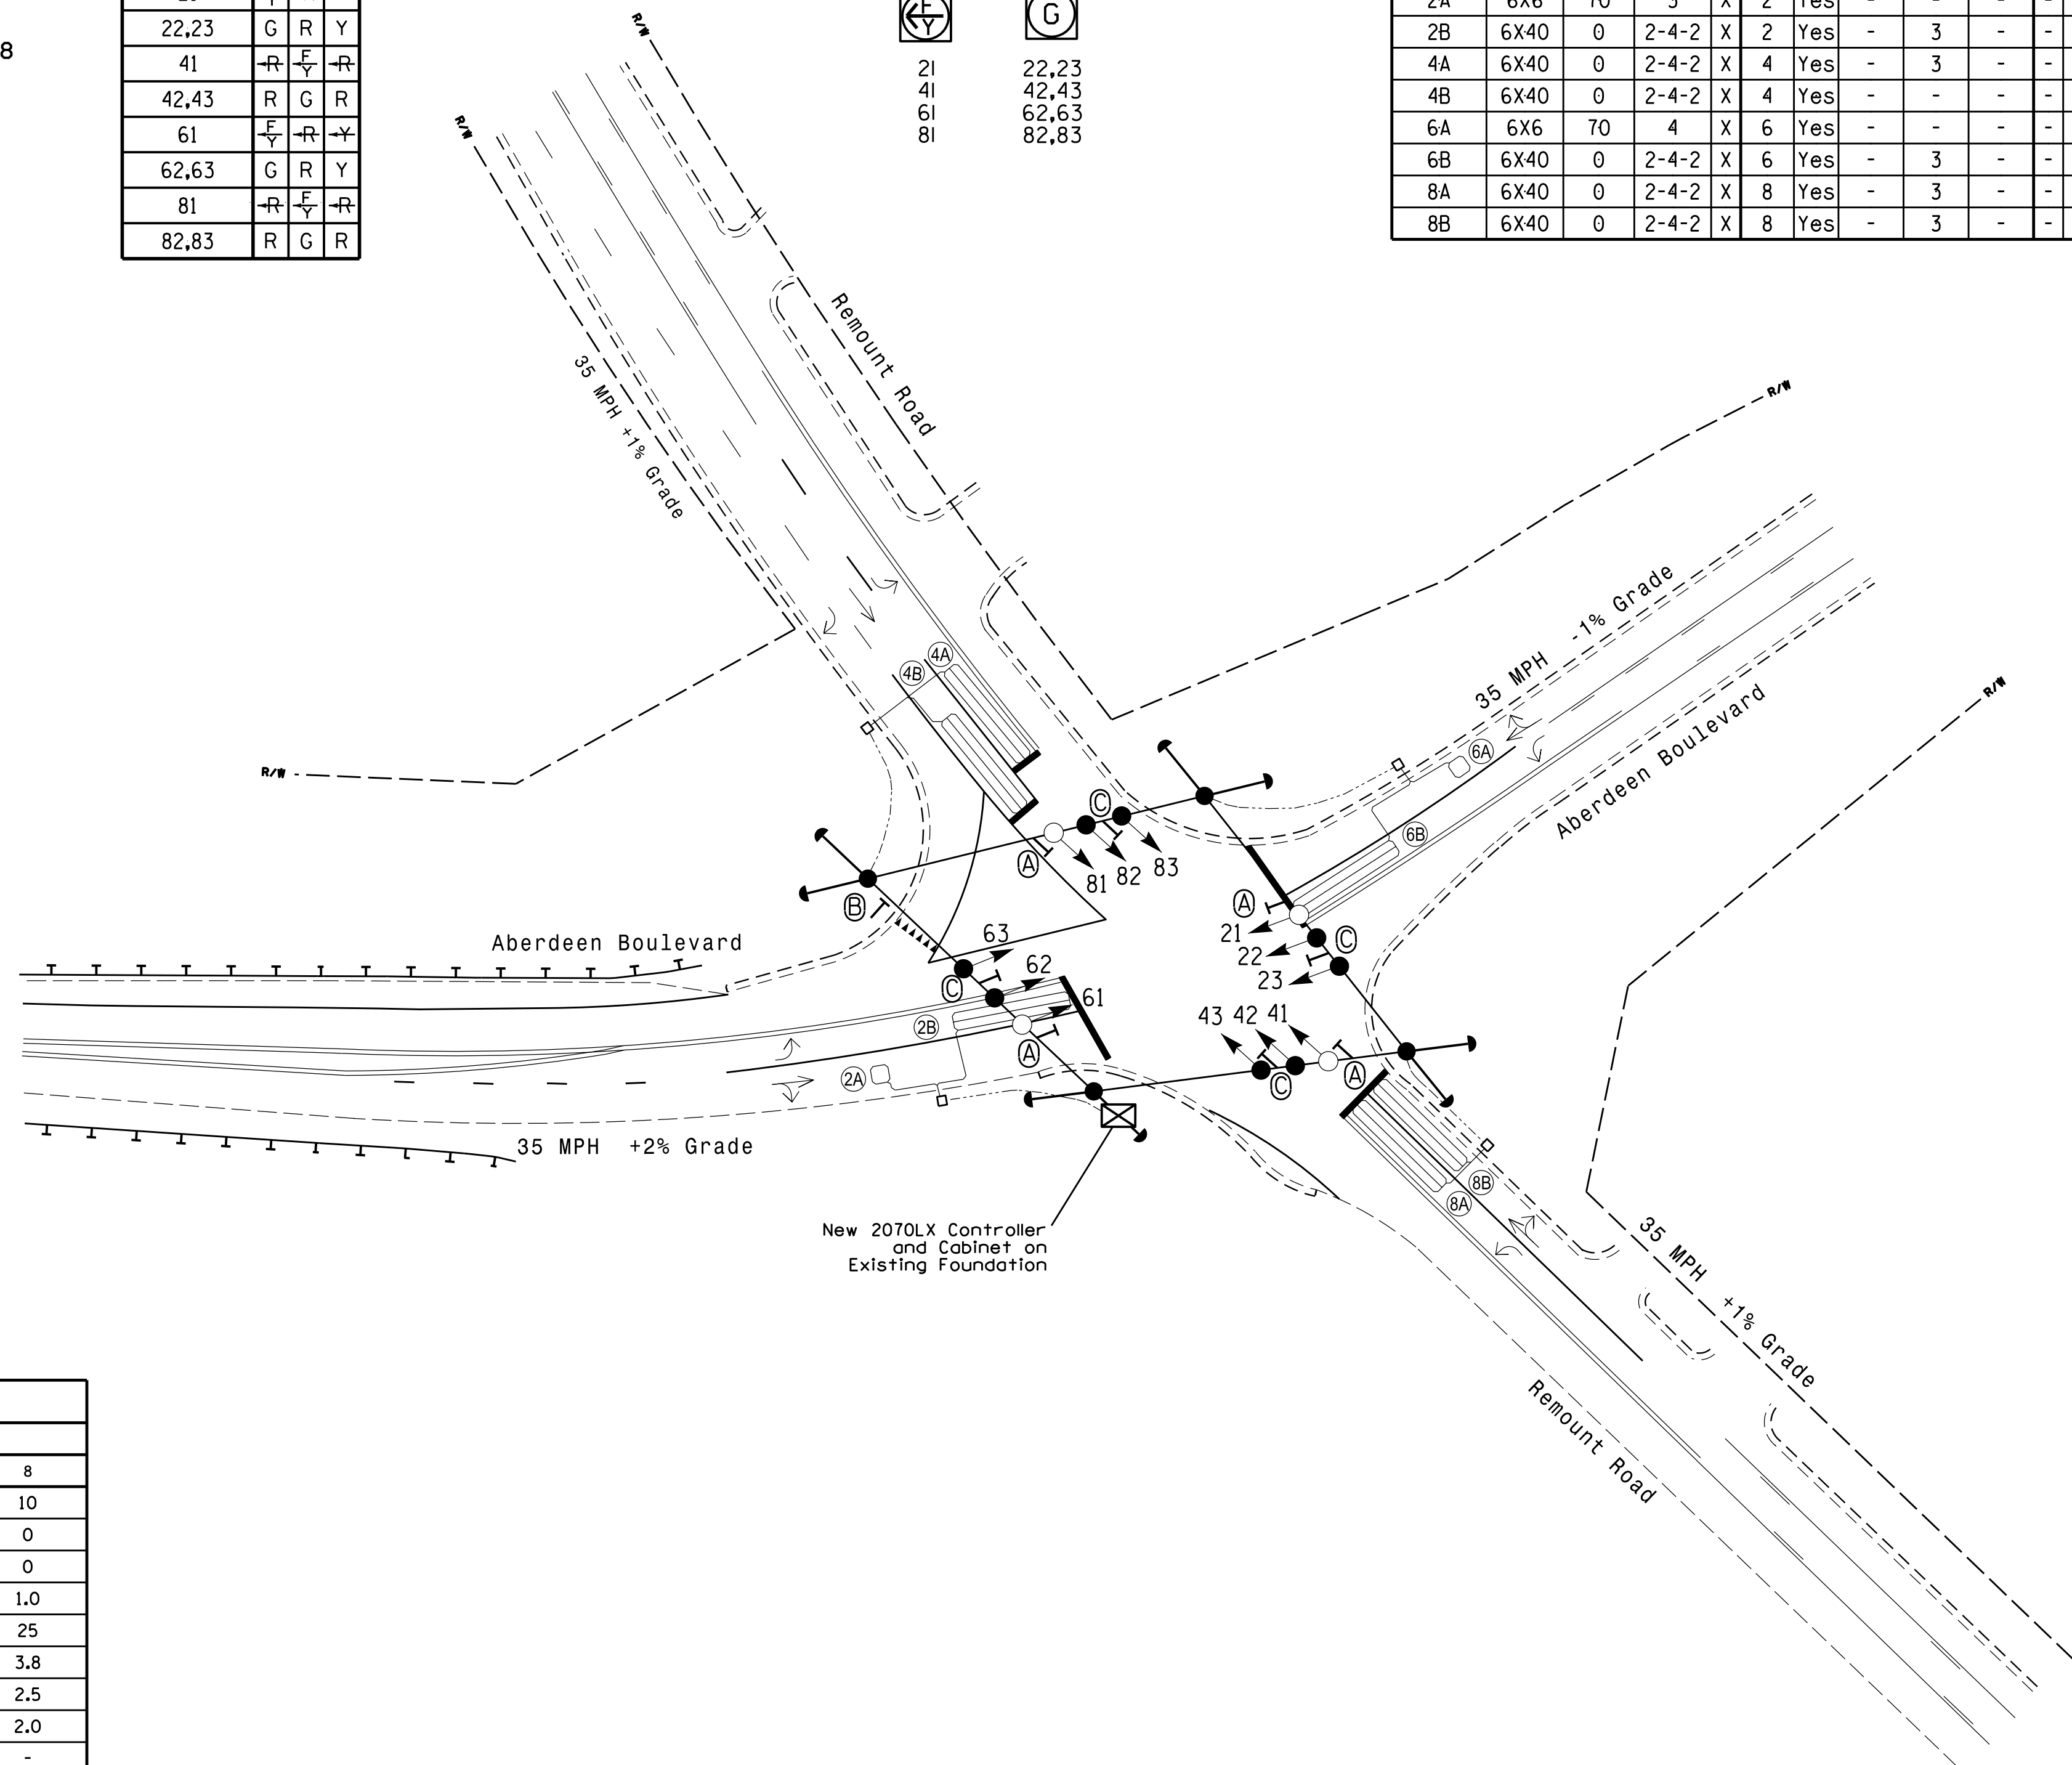 8
22,23 G R Y
41 R F Y R
42,43 R G R
61 F Y R Y
62,63 G R Y
81 R F Y R
82,83 R G R
F Y
G
21 22,23
41 42,43
61 62,63
81 82,83
2A 6X6 70 3 X 2 Yes - - - -
2B 6X40 0 2-4-2 X 2 Yes - 3 - -
4A 6X40 0 2-4-2 X 4 Yes - 3 - -
4B 6X40 0 2-4-2 X 4 Yes - - - -
6A 6X6 70 4 X 6 Yes - - - -
6B 6X40 0 2-4-2 X 6 Yes - 3 - -
8A 6X40 0 2-4-2 X 8 Yes - 3 - -
8B 6X40 0 2-4-2 X 8 Yes - 3 - -
R/W
R/W
Remount Road
35 MPH +1% Grade
R/W
35 MPH -1% Grade
Aberdeen Boulevard
R/W
R/W
4A
4B
6A
6B
C
A
81 82 83
B
A
21
22
23
C
Aberdeen Boulevard
63
62
61
C
A
2B
2A
43 42 41
C
A
35 MPH +2% Grade
8B
8A
New 2070LX Controller
and Cabinet on
Existing Foundation
35 MPH +1% Grade
Remount Road
8
10
0
0
1.0
25
3.8
2.5
2.0
-